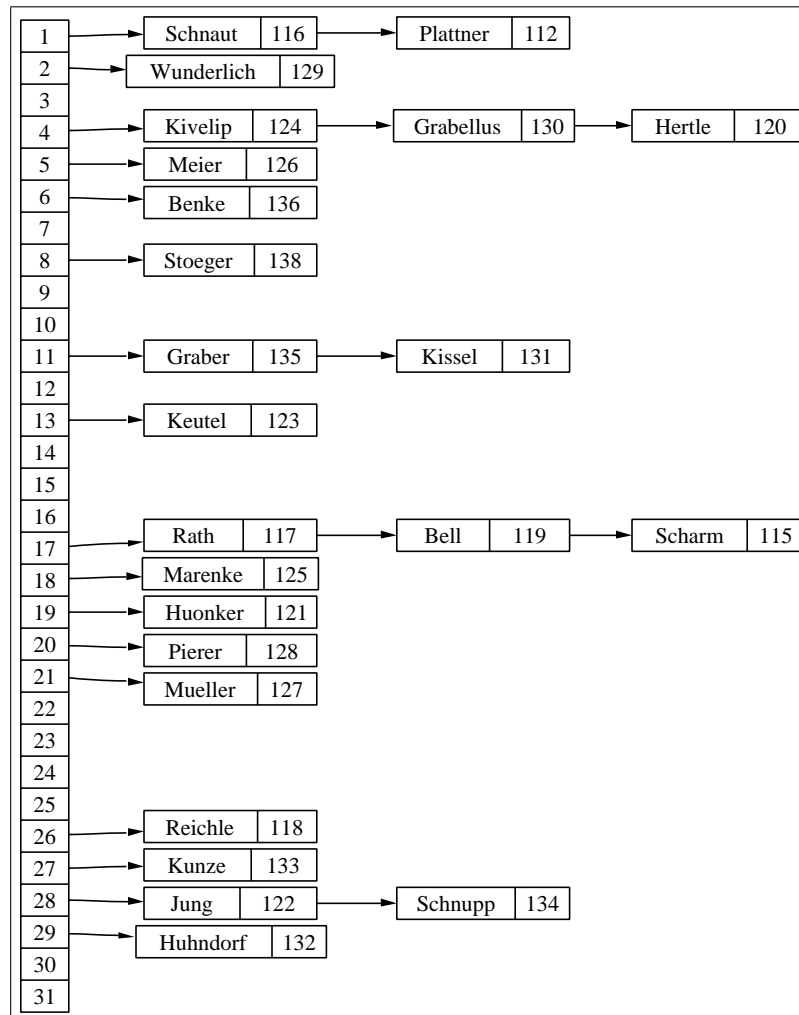 1 Schnaut 116 Plattner 112
2 Wunderlich 129
3
4 Kivelip 124 Grabellus 130 Hertle 120
5 Meier 126
6 Benke 136
7
8 Stoeger 138
9
10
11 Graber 135 Kissel 131
12
13 Keutel 123
14
15
16
17 Rath 117 Bell 119 Scharm 115
18 Marenke 125
19 Huonker 121
20 Pierer 128
21 Mueller 127
22
23
24
25
26 Reichle 118
27 Kunze 133
28 Jung 122 Schnupp 134
29 Huhndorf 132
30
31